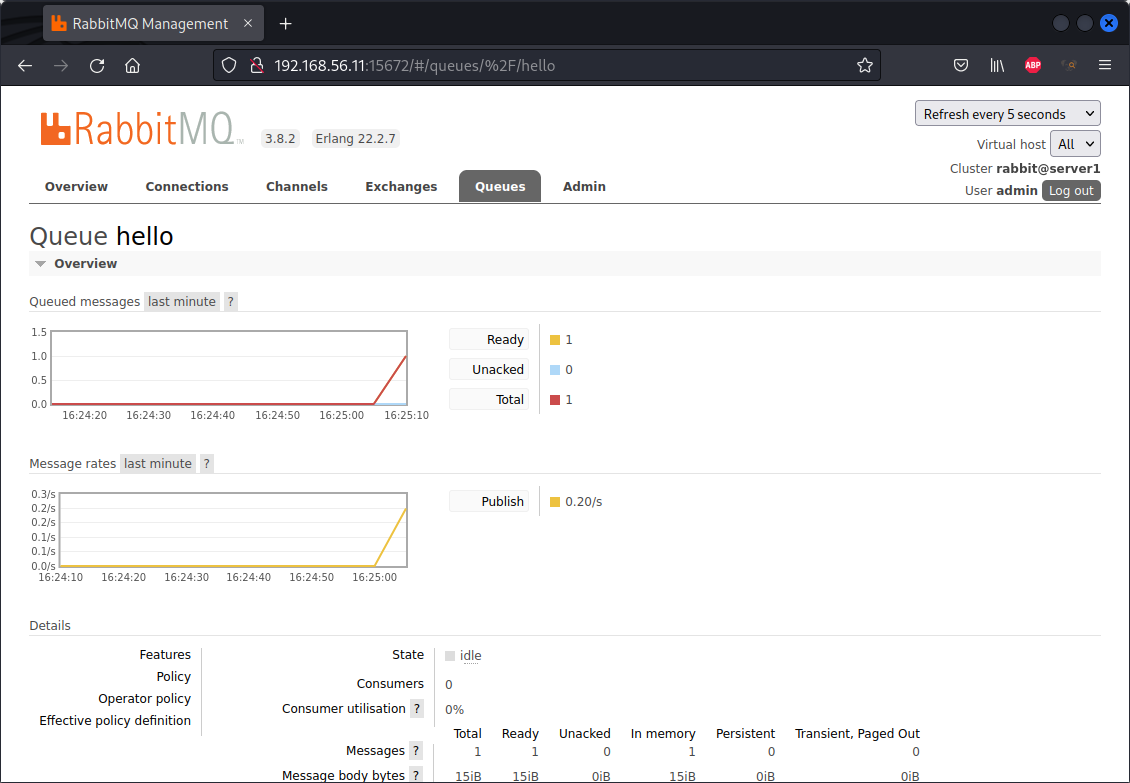 RabbitMQ Management
192.168.56.11:15672/#/queues/%2F/hello
ABP
RabbitMQ TM 3.8.2 Erlang 22.2.7
Refresh every 5 seconds
Virtual host All
Cluster rabbit@server1
User admin Log out
Overview Connections Channels Exchanges Queues Admin
Queue hello
Overview
Queued messages last minute ?
1.5
1.0
0.5
0.0
16:24:20 16:24:30 16:24:40 16:24:50 16:25:00 16:25:10
Ready 1
Unacked 0
Total 1
Message rates last minute ?
0.3/s
0.2/s
0.2/s
0.1/s
0.1/s
0.0/s
16:24:10 16:24:20 16:24:30 16:24:40 16:24:50 16:25:00
Publish 0.20/s
Details
Features
Policy
Operator policy
Effective policy definition
State idle
Consumers 0
Consumer utilisation ? 0%
Total Ready Unacked In memory Persistent Transient, Paged Out
Messages ? 1 1 0 1 0 0
Message body bytes ? 15iB 15iB 0iB 15iB 0iB 0iB